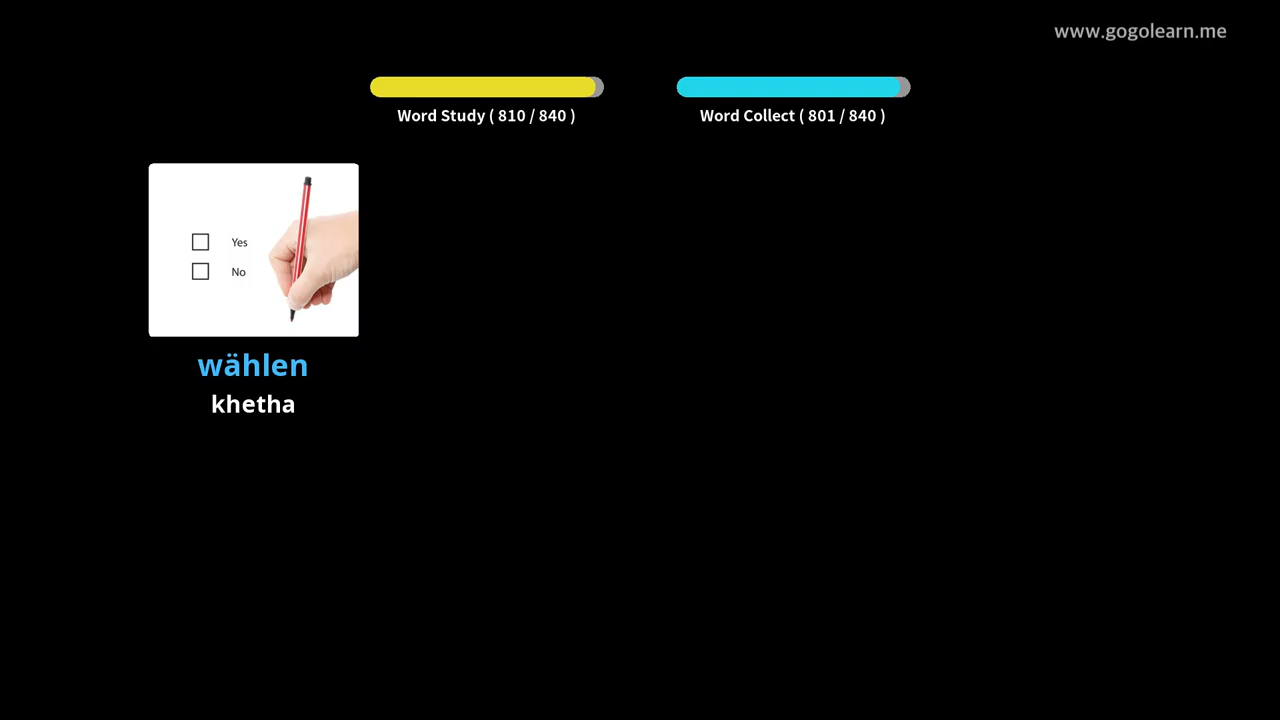 www.gogolearn.me
Word Study ( 810 / 840 )
Word Collect ( 801 / 840 )
Yes
No
wählen
khetha